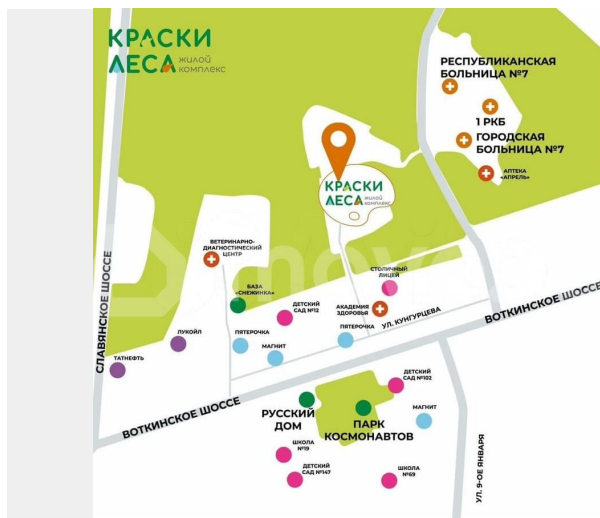 КРАСКИ
ЛЕСА жилой
комплекс
РЕСПУБЛИКАНСКАЯ
БОЛЬНИЦА №7
1 РКБ
ГОРОДСКАЯ
БОЛЬНИЦА №7
АПТЕКА
«АПРЕЛЬ»
КРАСКИ
ЛЕСА жилой
комплекс
ВЕТЕРИНАРНО-
ДИАГНОСТИЧЕСКИЙ
ЦЕНТР
СТОЛИЧНЫЙ
ЛИЦЕЙ
БАЗА
«СНЕЖИНКА»
ДЕТСКИЙ
САД №12
АКАДЕМИЯ
ЗДОРОВЬЯ
УЛ. КУНГУРЦЕВА
ВОТКИНСКОЕ ШОССЕ
СЛАВЯНСКОЕ ШОССЕ
ЛУКОЙЛ
ПЯТЕРОЧКА
ПЯТЕРОЧКА
МАГНИТ
ТАТНЕФТЬ
ДЕТСКИЙ
САД №102
ВОТКИНСКОЕ ШОССЕ
РУССКИЙ
ДОМ
ПАРК
КОСМОНАВТОВ
МАГНИТ
ШКОЛА
№19
ДЕТСКИЙ
САД №147
ШКОЛА
№69
УЛ. 9-ОЕ ЯНВАРЯ